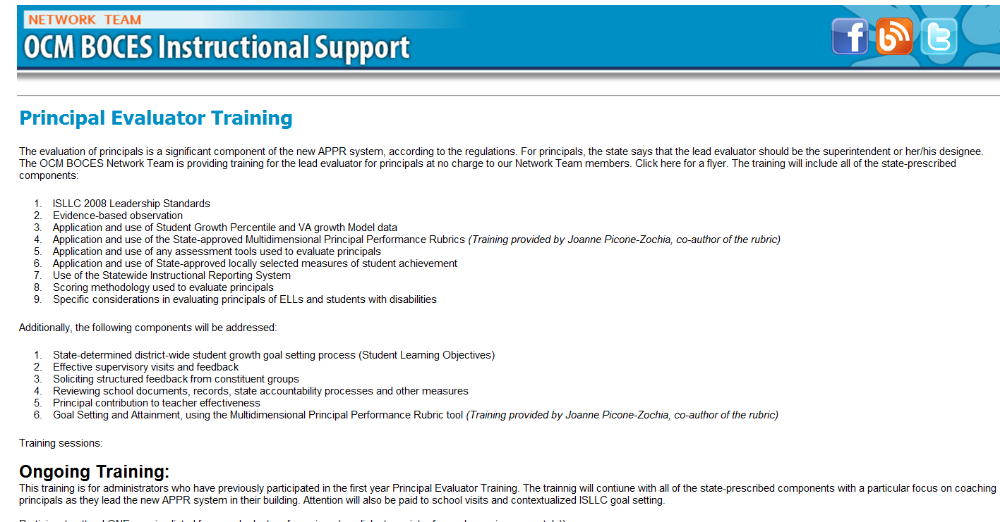 NETWORK TEAM
OCM BOCES Instructional Support
Principal Evaluator Training
The evaluation of principals is a significant component of the new APPR system, according to the regulations. For principals, the state says that the lead evaluator should be the superintendent or her/his designee.
The OCM BOCES Network Team is providing training for the lead evaluator for principals at no charge to our Network Team members. Click here for a flyer. The training will include all of the state-prescribed
components:
1. ISLLC 2008 Leadership Standards
2. Evidence-based observation
3. Application and use of Student Growth Percentile and VA growth Model data
4. Application and use of the State-approved Multidimensional Principal Performance Rubrics (Training provided by Joanne Picone-Zochia, co-author of the rubric)
5. Application and use of any assessment tools used to evaluate principals
6. Application and use of State-approved locally selected measures of student achievement
7. Use of the Statewide Instructional Reporting System
8. Scoring methodology used to evaluate principals
9. Specific considerations in evaluating principals of ELLs and students with disabilities
Additionally, the following components will be addressed:
1. State-determined district-wide student growth goal setting process (Student Learning Objectives)
2. Effective supervisory visits and feedback
3. Soliciting structured feedback from constituent groups
4. Reviewing school documents, records, state accountability processes and other measures
5. Principal contribution to teacher effectiveness
6. Goal Setting and Attainment, using the Multidimensional Principal Performance Rubric tool (Training provided by Joanne Picone-Zochia, co-author of the rubric)
Training sessions:
Ongoing Training:
This training is for administrators who have previously participated in the first year Principal Evaluator Training. The trainnig will contiune with all of the state-prescribed components with a particular focus on coaching
principals as they lead the new APPR system in their building. Attention will also be paid to school visits and contextualized ISLLC goal setting.